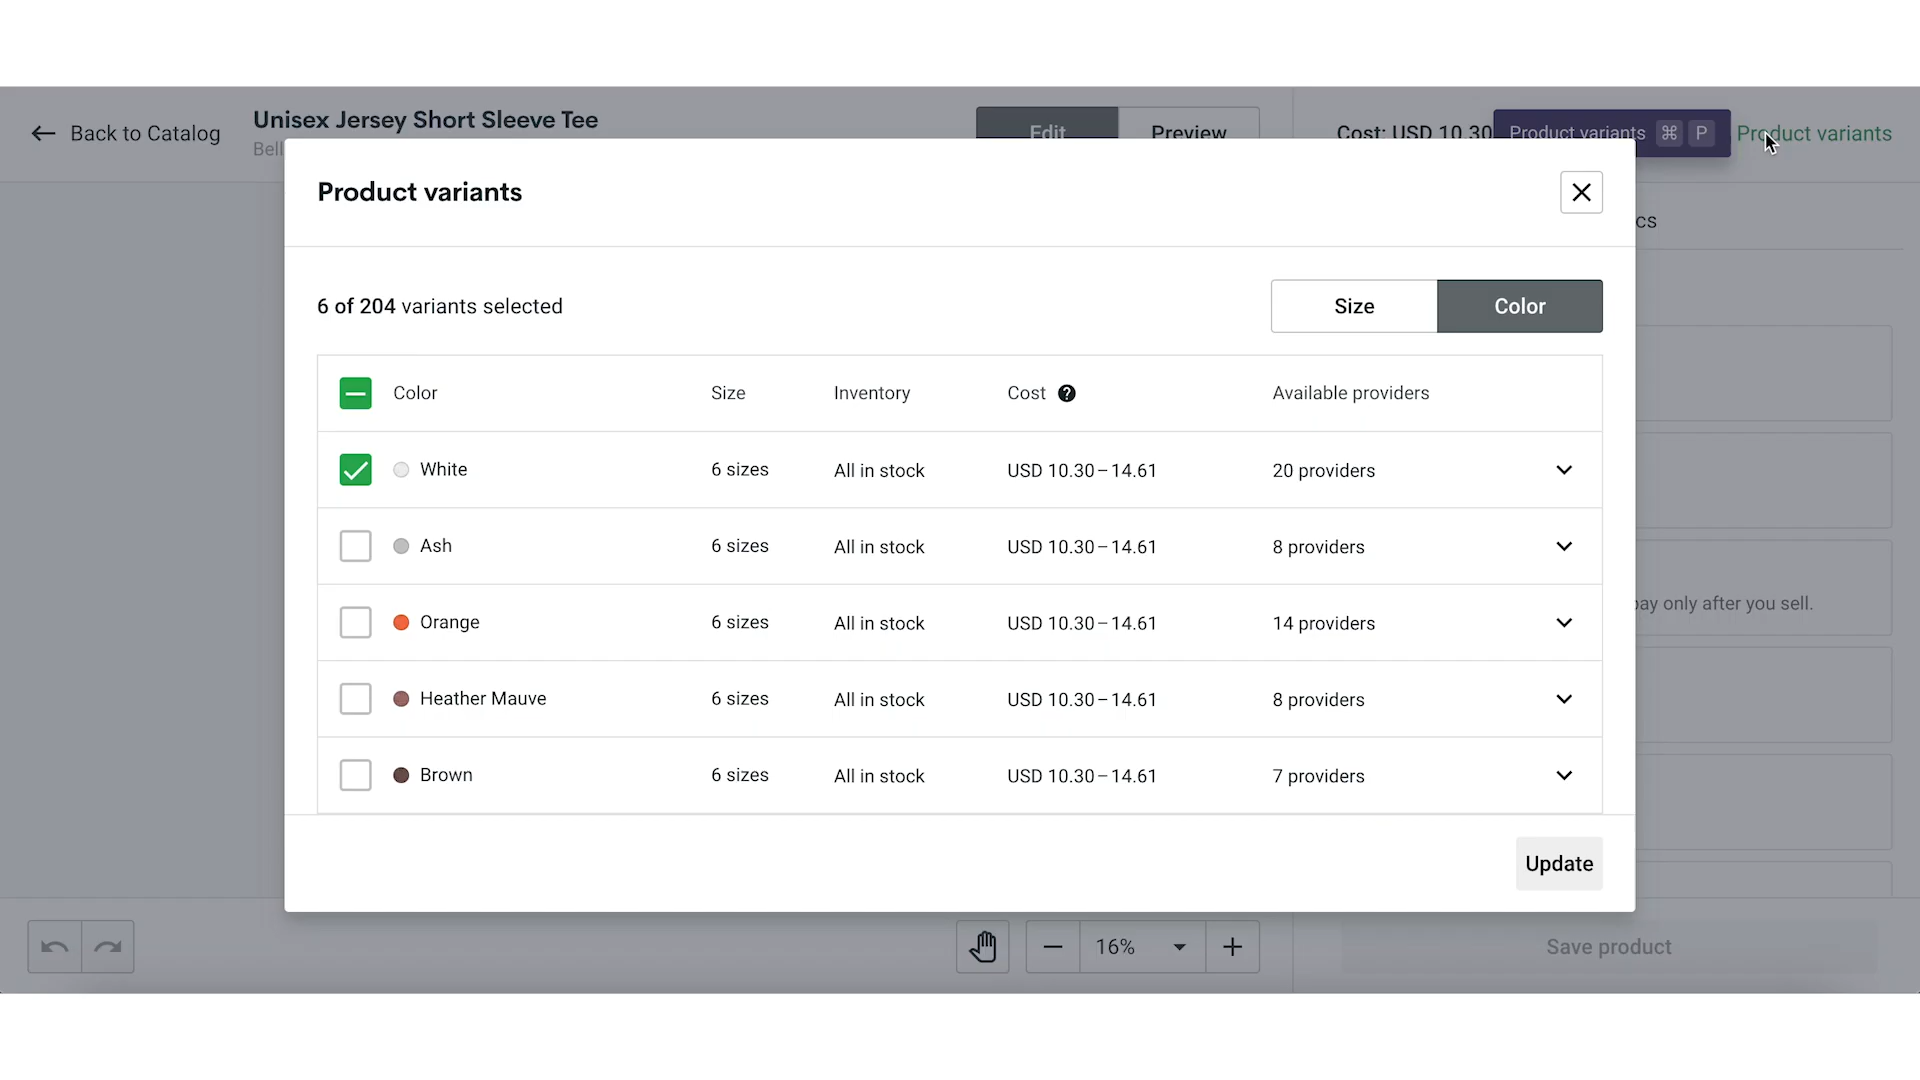 Back to Catalog
Unisex Jersey Short Sleeve Tee
Bell
Edit
Preview
Cost: USD 10.30
Product variants ⌘ P
Product variants
Product variants
cs
6 of 204 variants selected
Size
Color
Color Size Inventory Cost ? Available providers
White 6 sizes All in stock USD 10.30–14.61 20 providers
Ash 6 sizes All in stock USD 10.30–14.61 8 providers
Orange 6 sizes All in stock USD 10.30–14.61 14 providers
pay only after you sell.
Heather Mauve 6 sizes All in stock USD 10.30–14.61 8 providers
Brown 6 sizes All in stock USD 10.30–14.61 7 providers
Update
16%
Save product